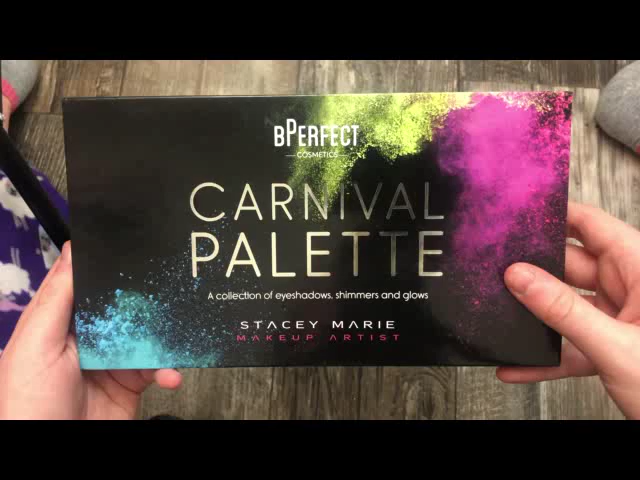 BPERFECT
COSMETICS
CARNIVAL
PALETTE
A collection of eyeshadows, shimmers and glows
STACEY MARIE
MAKEUP ARTIST